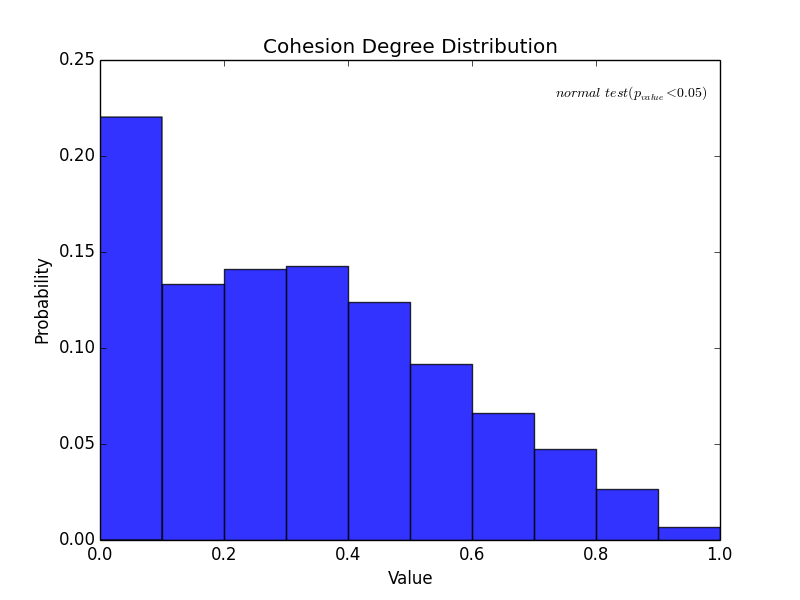 Cohesion Degree Distribution
0.25
normal test(p_value<0.05)
0.20
0.15
Probability
0.10
0.05
0.00
0.0 0.2 0.4 0.6 0.8 1.0
Value